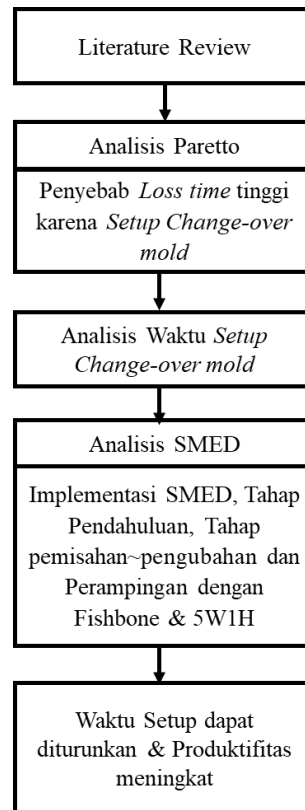 Literature Review
Analisis Paretto
Penyebab Loss time tinggi
karena Setup Change-over
mold
Analisis Waktu Setup
Change-over mold
Analisis SMED
Implementasi SMED, Tahap
Pendahuluan, Tahap
pemisahan~pengubahan dan
Perampingan dengan
Fishbone & 5W1H
Waktu Setup dapat
diturunkan & Produktifitas
meningkat